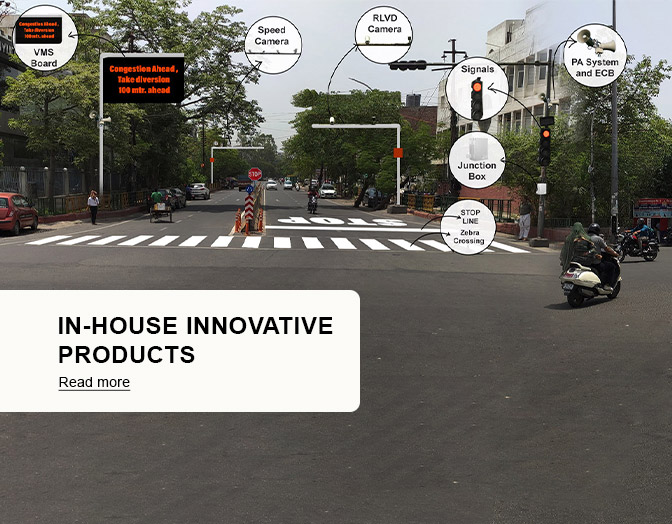 Congestion Ahead ,
Take diversion
100 mtr. ahead
VMS
Board
Speed
Camera
RLVD
Camera
Signals
PA System
and ECB
Congestion Ahead ,
Take diversion
100 mtr. ahead
Junction
Box
STOP
STOP
LINE
Zebra
Crossing
STOP
IN-HOUSE INNOVATIVE
PRODUCTS
Read more